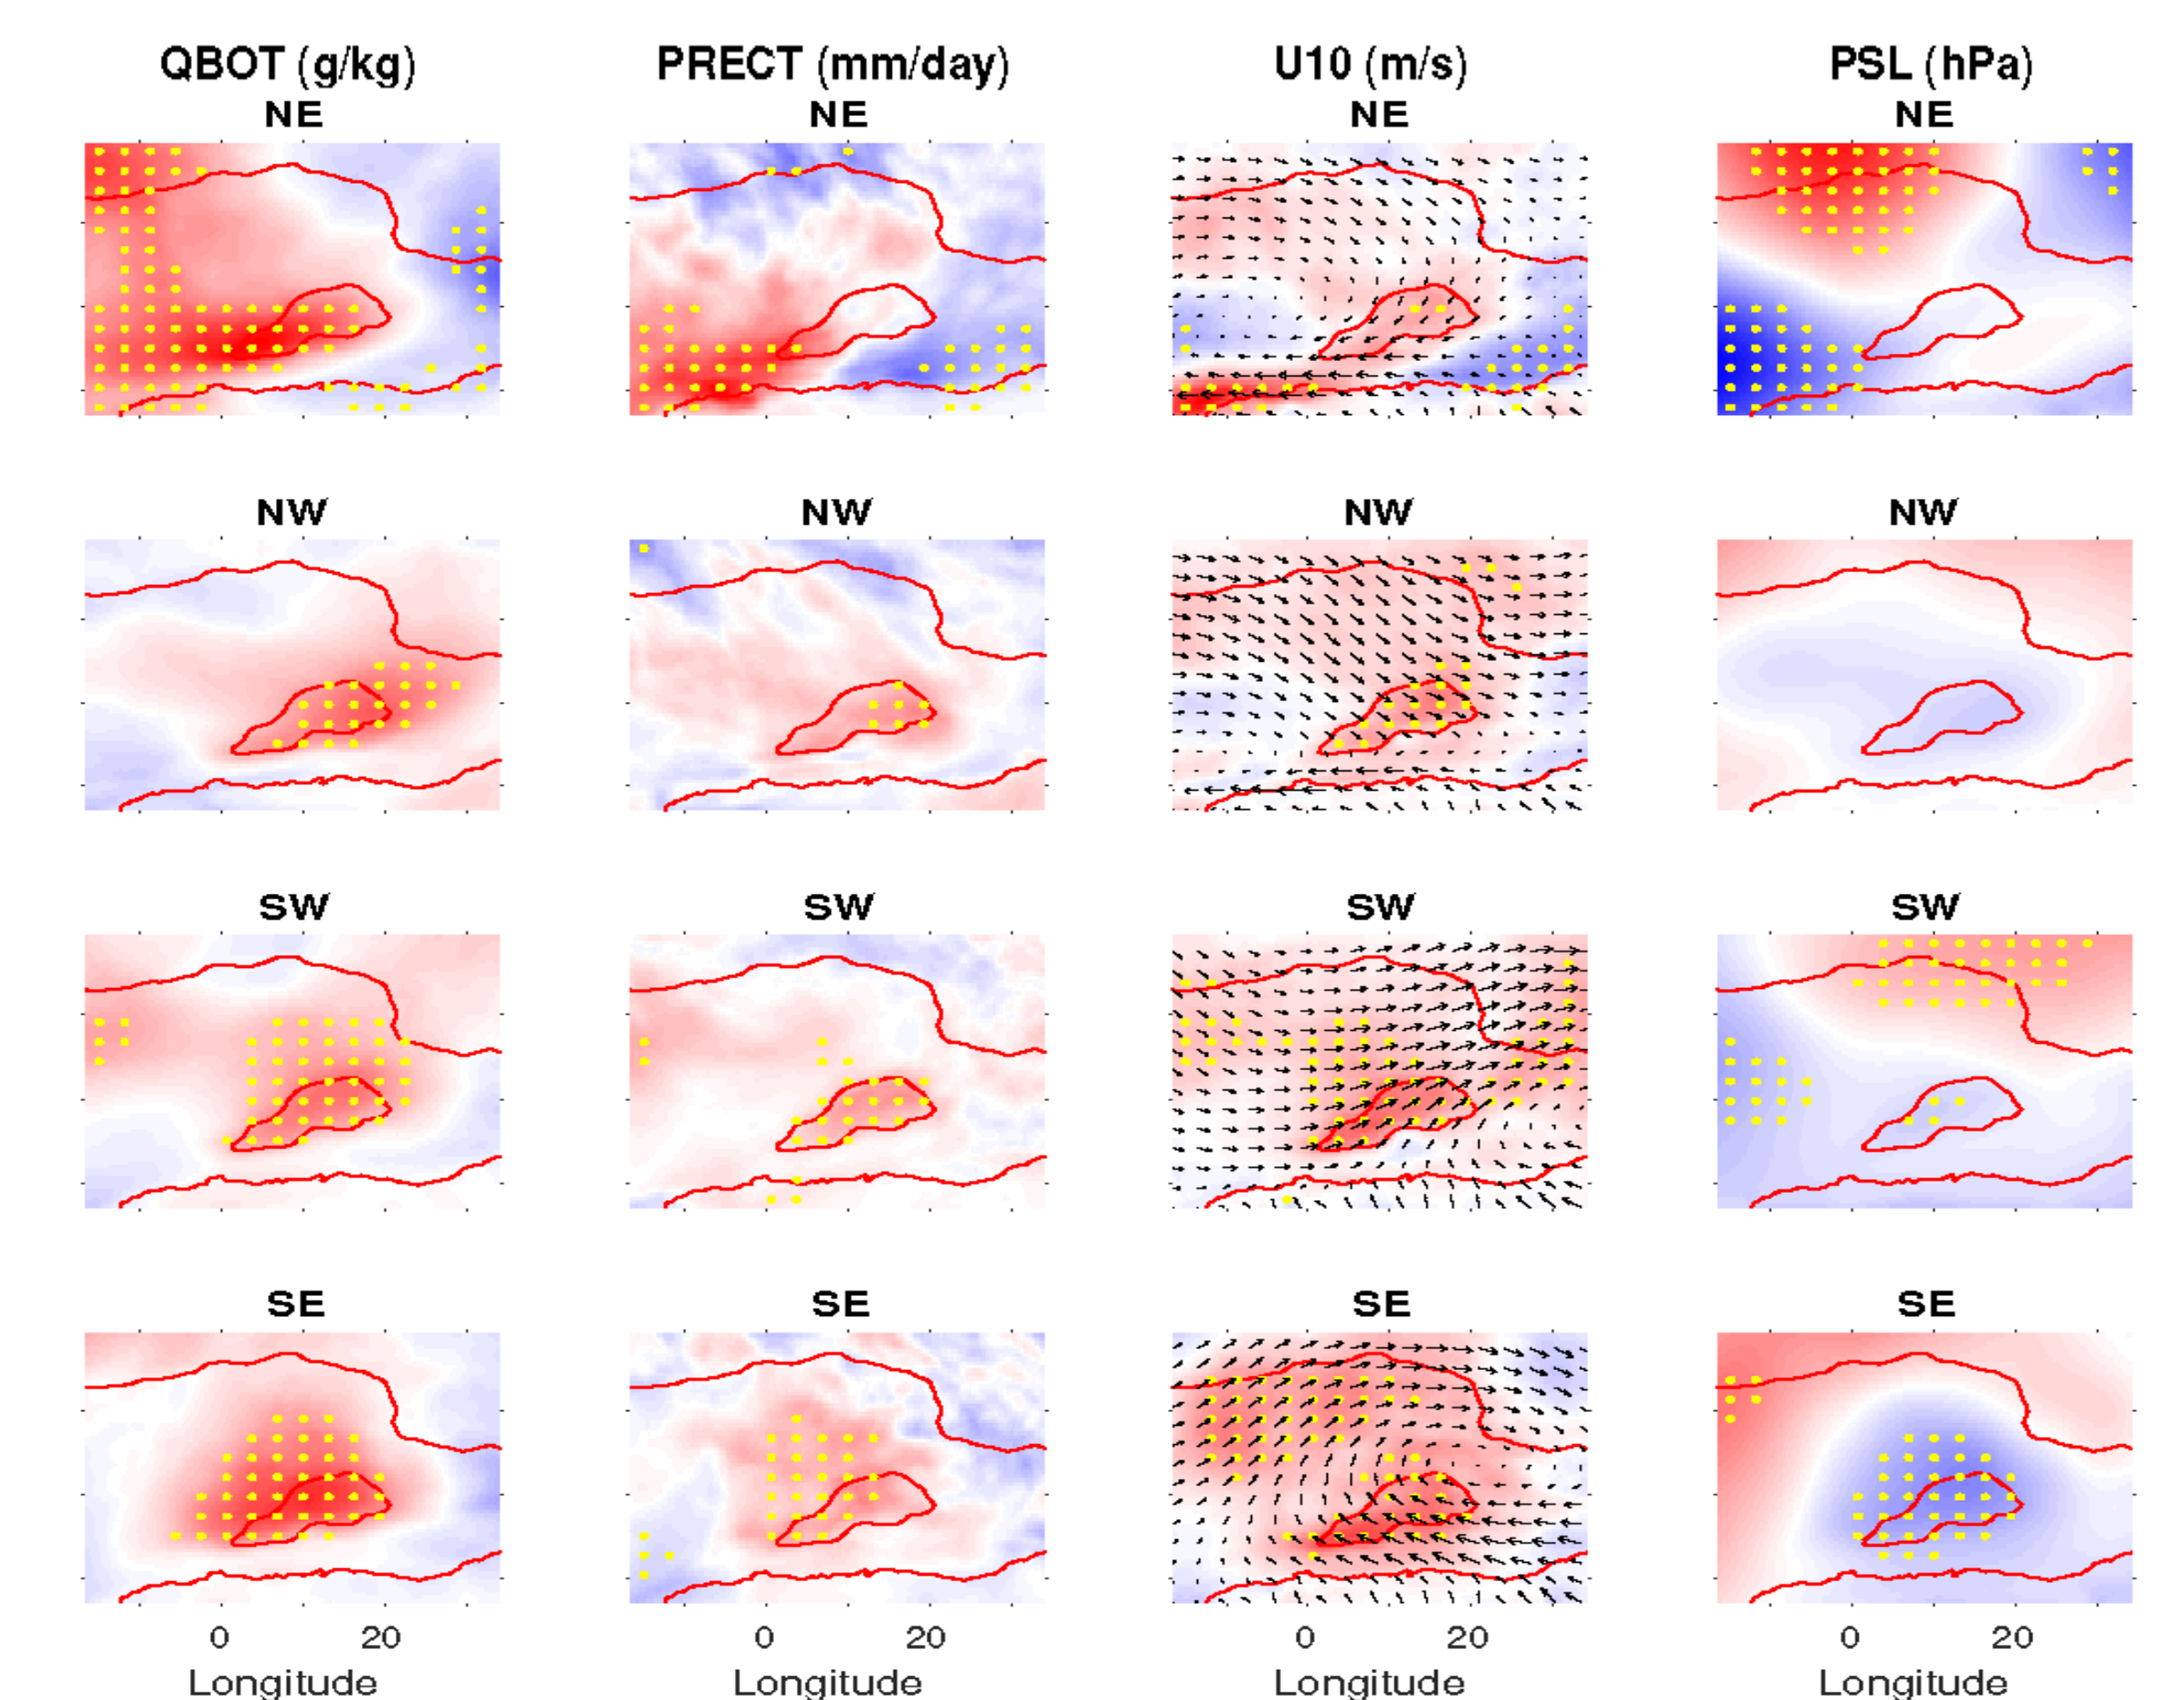 QBOT (g/kg) PRECT (mm/day) U10 (m/s) PSL (hPa)
NE NE NE NE
NW NW NW NW
SW SW SW SW
SE SE SE SE
0 20 0 20 0 20 0 20
Longitude Longitude Longitude Longitude